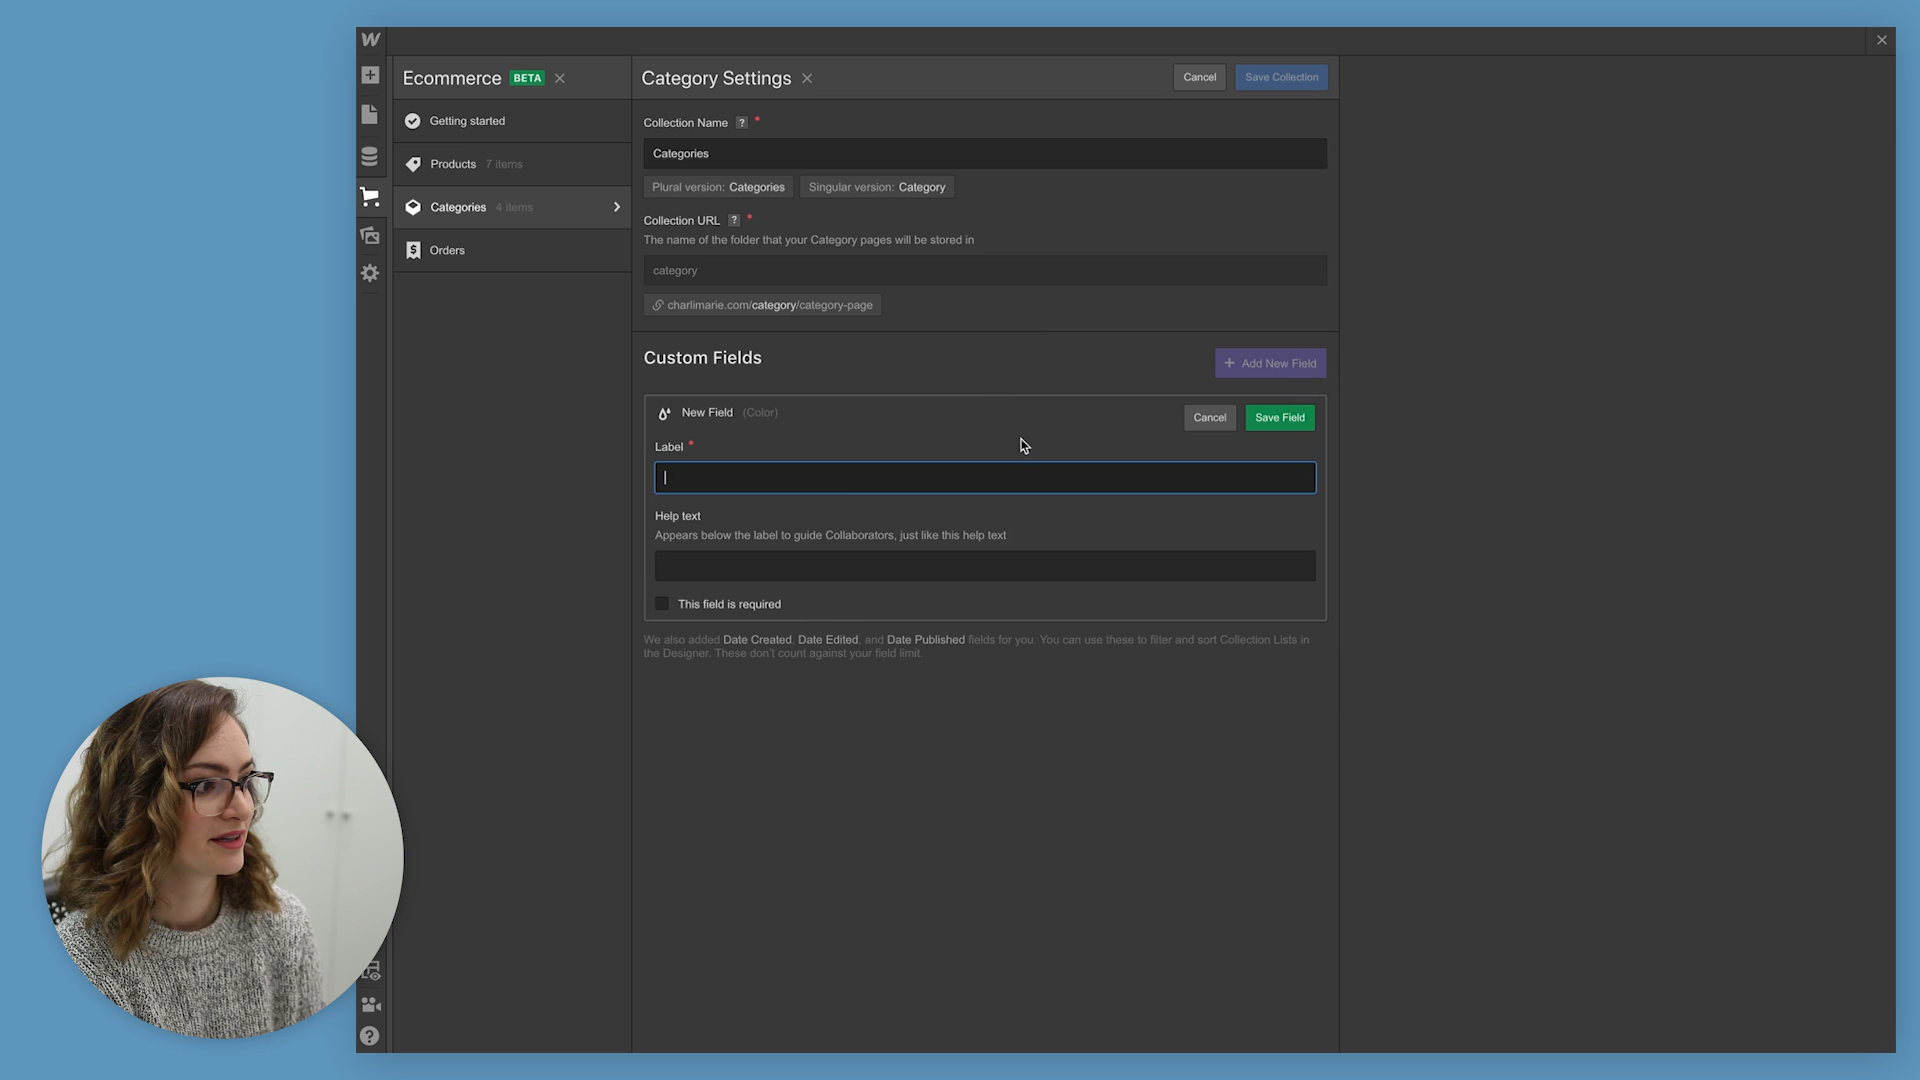 W
Ecommerce BETA
Category Settings
Cancel
Save Collection
Getting started
Products 7 items
Categories 4 items
Orders
Collection Name ? *
Categories
Plural version: Categories
Singular version: Category
Collection URL ? *
The name of the folder that your Category pages will be stored in
category
charlimarie.com/category/category-page
Custom Fields
+ Add New Field
New Field (Color)
Cancel
Save Field
Label *
Help text
Appears below the label to guide Collaborators, just like this help text
This field is required
We also added Date Created, Date Edited, and Date Published fields for you. You can use these to filter and sort Collection Lists in
the Designer. These don't count against your field limit.